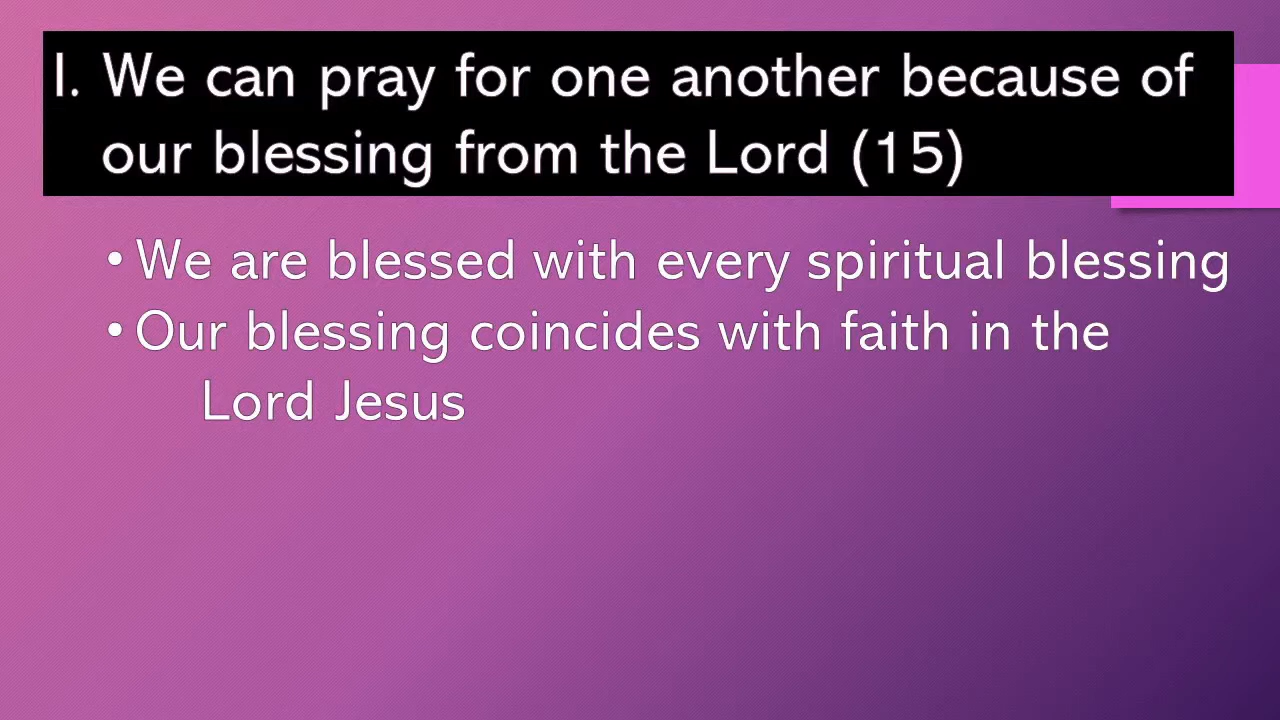 I. We can pray for one another because of
our blessing from the Lord (15)
• We are blessed with every spiritual blessing
• Our blessing coincides with faith in the
Lord Jesus